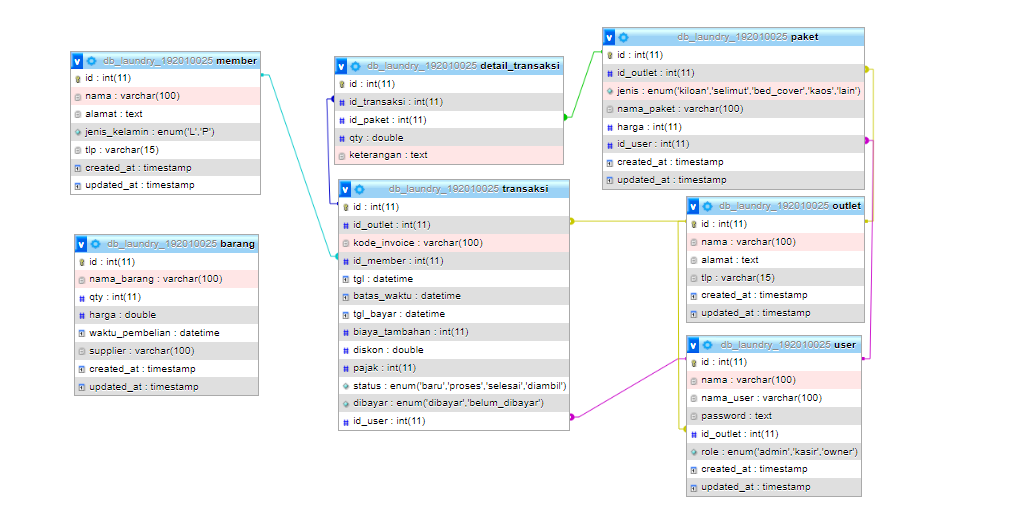 db_laundry_192010025 member
id : int(11)
nama : varchar(100)
alamat : text
jenis_kelamin : enum('L','P')
tlp : varchar(15)
created_at : timestamp
updated_at : timestamp
db_laundry_192010025 barang
id : int(11)
nama_barang : varchar(100)
qty : int(11)
harga : double
waktu_pembelian : datetime
supplier : varchar(100)
created_at : timestamp
updated_at : timestamp
db_laundry_192010025 detail_transaksi
id : int(11)
id_transaksi : int(11)
id_paket : int(11)
qty : double
keterangan : text
db_laundry_192010025 transaksi
id : int(11)
id_outlet : int(11)
kode_invoice : varchar(100)
id_member : int(11)
tgl : datetime
batas_waktu : datetime
tgl_bayar : datetime
biaya_tambahan : int(11)
diskon : double
pajak : int(11)
status : enum('baru','proses','selesai','diambil')
dibayar : enum('dibayar','belum_dibayar')
id_user : int(11)
db_laundry_192010025 paket
id : int(11)
id_outlet : int(11)
jenis : enum('kiloan','selimut','bed_cover','kaos','lain')
nama_paket : varchar(100)
harga : int(11)
id_user : int(11)
created_at : timestamp
updated_at : timestamp
db_laundry_192010025 outlet
id : int(11)
nama : varchar(100)
alamat : text
tlp : varchar(15)
created_at : timestamp
updated_at : timestamp
db_laundry_192010025 user
id : int(11)
nama : varchar(100)
nama_user : varchar(100)
password : text
id_outlet : int(11)
role : enum('admin','kasir','owner')
created_at : timestamp
updated_at : timestamp